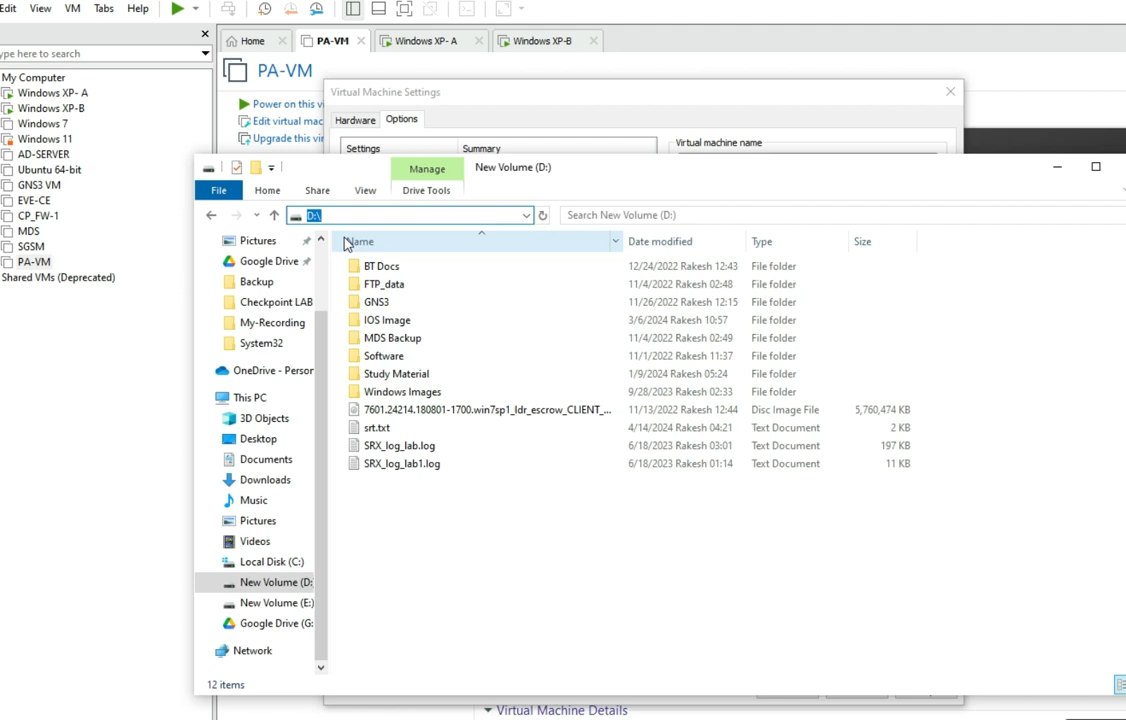 Edit View VM Tabs Help
Home
PA-VM
Windows XP- A
Windows XP-B
ype here to search
My Computer
Windows XP- A
Windows XP-B
Windows 7
Windows 11
AD-SERVER
Ubuntu 64-bit
GNS3 VM
EVE-CE
CP_FW-1
MDS
SGSM
PA-VM
Shared VMs (Deprecated)
PA-VM
Power on this vi
Edit virtual mac
Upgrade this vir
Virtual Machine Settings
Hardware Options
Settings Summary
Virtual machine name
Manage New Volume (D:)
File Home Share View Drive Tools
D:\ Search New Volume (D:)
Pictures
Google Drive
Backup
Checkpoint LAB
My-Recording
System32
OneDrive - Person
This PC
3D Objects
Desktop
Documents
Downloads
Music
Pictures
Videos
Local Disk (C:)
New Volume (D:
New Volume (E:)
Google Drive (G:
Network
Name Date modified Type Size
BT Docs 12/24/2022 Rakesh 12:43 File folder
FTP_data 11/4/2022 Rakesh 02:48 File folder
GNS3 11/26/2022 Rakesh 12:15 File folder
IOS Image 3/6/2024 Rakesh 10:57 File folder
MDS Backup 11/4/2022 Rakesh 02:49 File folder
Software 11/1/2022 Rakesh 11:37 File folder
Study Material 1/9/2024 Rakesh 05:24 File folder
Windows Images 9/28/2023 Rakesh 02:33 File folder
7601.24214.180801-1700.win7sp1_ldr_escrow_CLIENT_... 11/13/2022 Rakesh 12:44 Disc Image File 5,760,474 KB
srt.txt 4/14/2024 Rakesh 04:21 Text Document 2 KB
SRX_log_lab.log 6/18/2023 Rakesh 03:01 Text Document 197 KB
SRX_log_lab1.log 6/18/2023 Rakesh 01:14 Text Document 11 KB
12 items
Virtual Machine Details